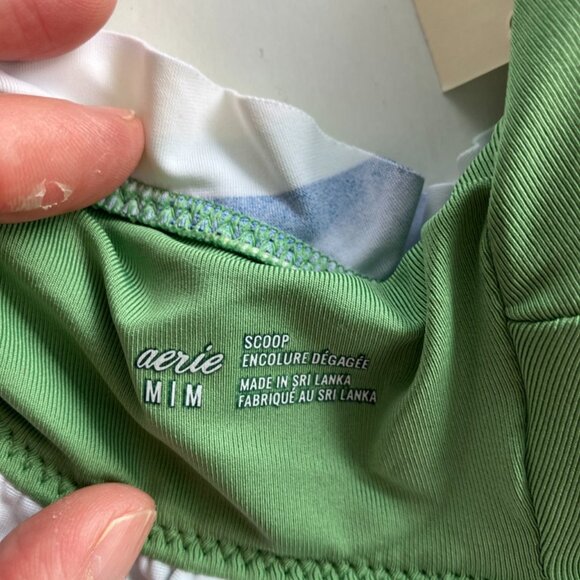 aerie
M | M
SCOOP
ENCOLURE DÉGAGÉE
MADE IN SRI LANKA
FABRIQUÉ AU SRI LANKA